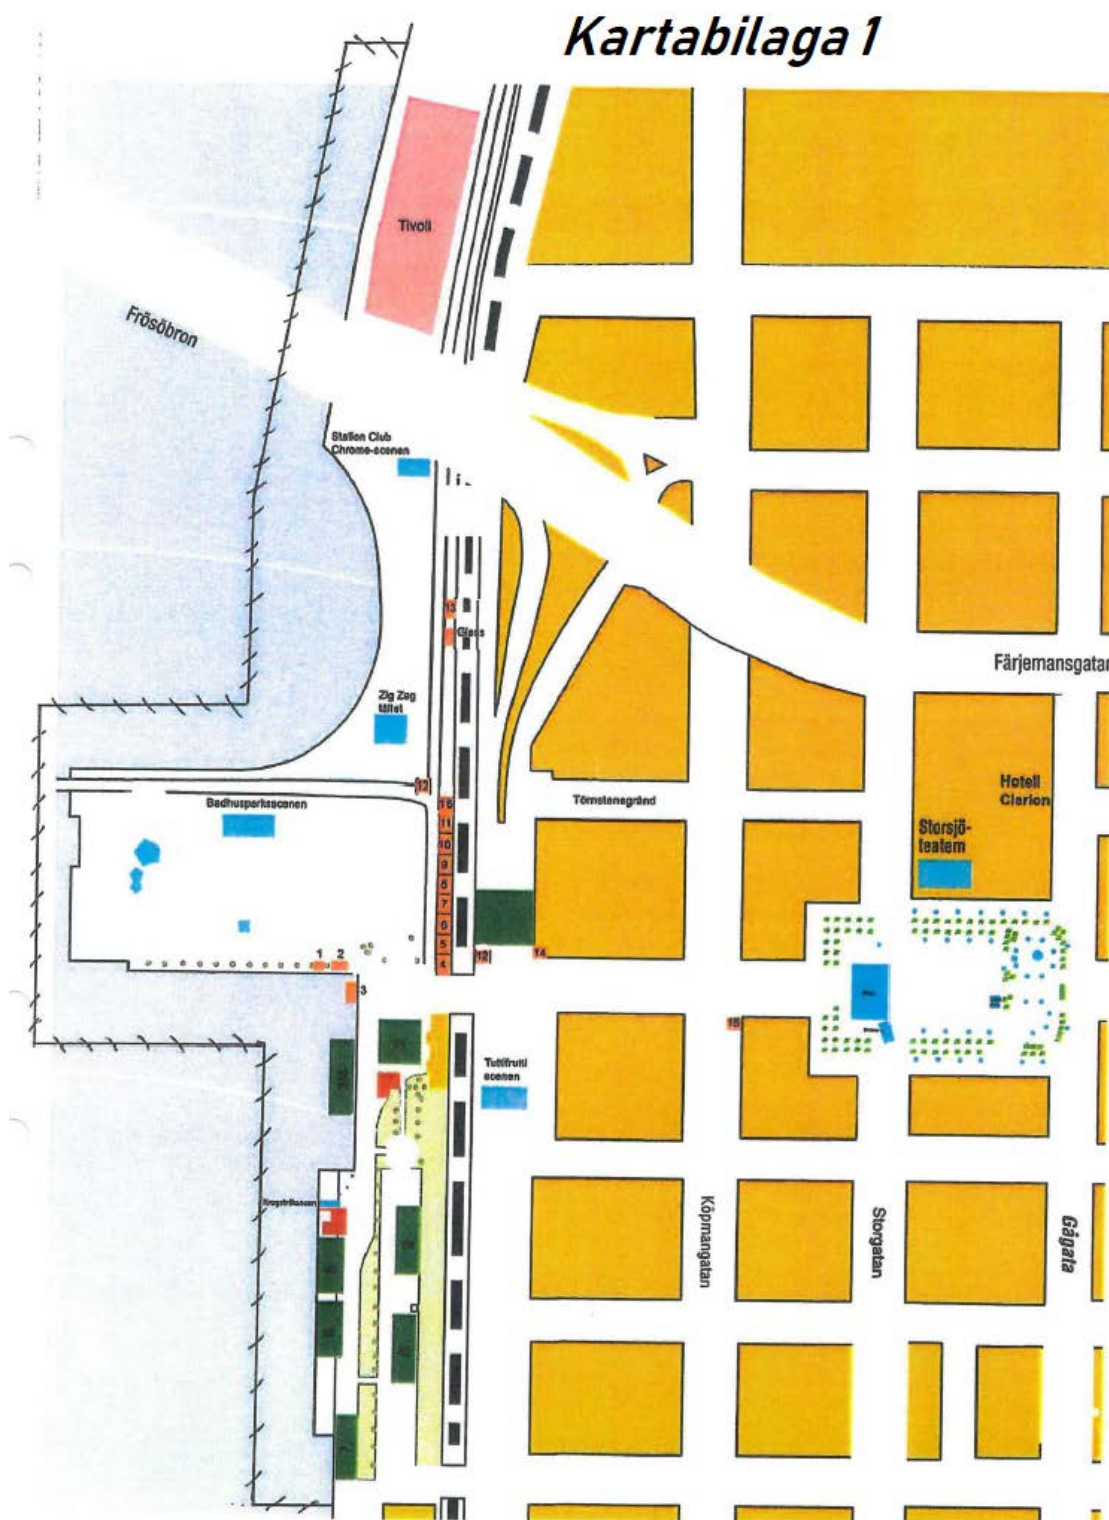 Kartabilaga 1
Tivoli
Frösöbron
Station Club
Chrome-scenen
13
Glass
Färjemansgatan
Zig Zag
tältet
12
Badhusparksscenen
16
11
10
9
8
7
6
5
4
Törnstensgränd
Hotell
Clarion
Storsjö-
teatern
1
2
3
12
14
15
Tuttifrutti
scenen
Köpmangatan
Storgatan
Gågata